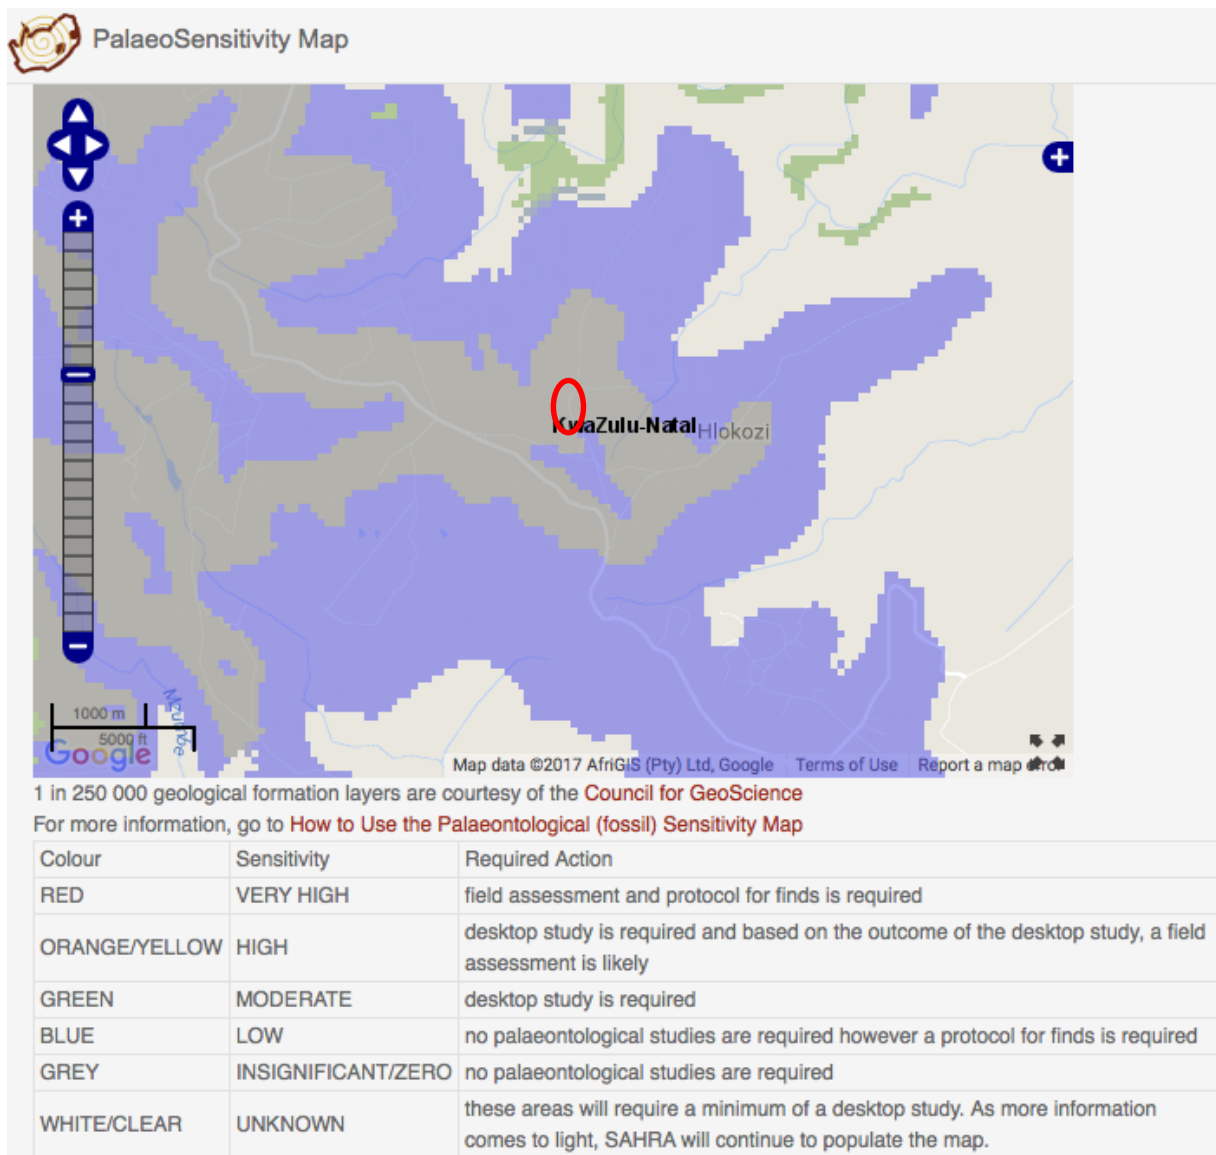 PalaeoSensitivity Map
KwaZulu-Natal
Hlokozi
Mzumbe
1000 m
5000 ft
Google
Map data ©2017 AfriGIS (Pty) Ltd, Google Terms of Use Report a map error
1 in 250 000 geological formation layers are courtesy of the Council for GeoScience
For more information, go to How to Use the Palaeontological (fossil) Sensitivity Map
Colour Sensitivity Required Action
RED VERY HIGH field assessment and protocol for finds is required
ORANGE/YELLOW HIGH desktop study is required and based on the outcome of the desktop study, a field
assessment is likely
GREEN MODERATE desktop study is required
BLUE LOW no palaeontological studies are required however a protocol for finds is required
GREY INSIGNIFICANT/ZERO no palaeontological studies are required
WHITE/CLEAR UNKNOWN these areas will require a minimum of a desktop study. As more information
comes to light, SAHRA will continue to populate the map.